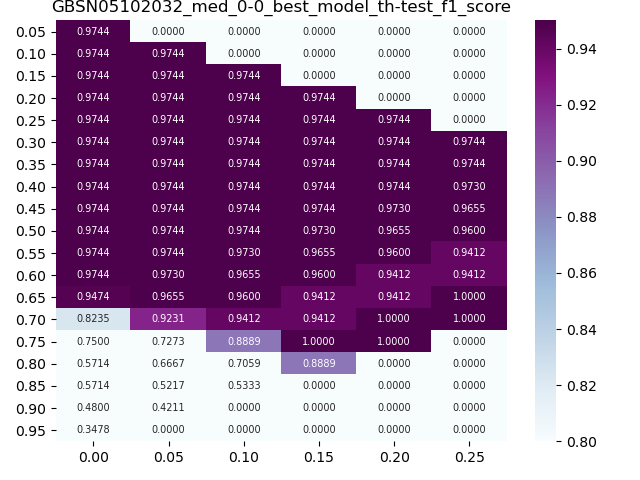 GBSN05102032_med_0-0_best_model_th-test_f1_score
0.05 0.9744 0.0000 0.0000 0.0000 0.0000 0.0000
0.10 0.9744 0.9744 0.0000 0.0000 0.0000 0.0000
0.15 0.9744 0.9744 0.9744 0.0000 0.0000 0.0000
0.20 0.9744 0.9744 0.9744 0.9744 0.0000 0.0000
0.25 0.9744 0.9744 0.9744 0.9744 0.9744 0.0000
0.30 0.9744 0.9744 0.9744 0.9744 0.9744 0.9744
0.35 0.9744 0.9744 0.9744 0.9744 0.9744 0.9744
0.40 0.9744 0.9744 0.9744 0.9744 0.9744 0.9730
0.45 0.9744 0.9744 0.9744 0.9744 0.9730 0.9655
0.50 0.9744 0.9744 0.9744 0.9730 0.9655 0.9600
0.55 0.9744 0.9744 0.9730 0.9655 0.9600 0.9412
0.60 0.9744 0.9730 0.9655 0.9600 0.9412 0.9412
0.65 0.9474 0.9655 0.9600 0.9412 0.9412 1.0000
0.70 0.8235 0.9231 0.9412 0.9412 1.0000 1.0000
0.75 0.7500 0.7273 0.8889 1.0000 1.0000 0.0000
0.80 0.5714 0.6667 0.7059 0.8889 0.0000 0.0000
0.85 0.5714 0.5217 0.5333 0.0000 0.0000 0.0000
0.90 0.4800 0.4211 0.0000 0.0000 0.0000 0.0000
0.95 0.3478 0.0000 0.0000 0.0000 0.0000 0.0000
0.00 0.05 0.10 0.15 0.20 0.25
0.94
0.92
0.90
0.88
0.86
0.84
0.82
0.80